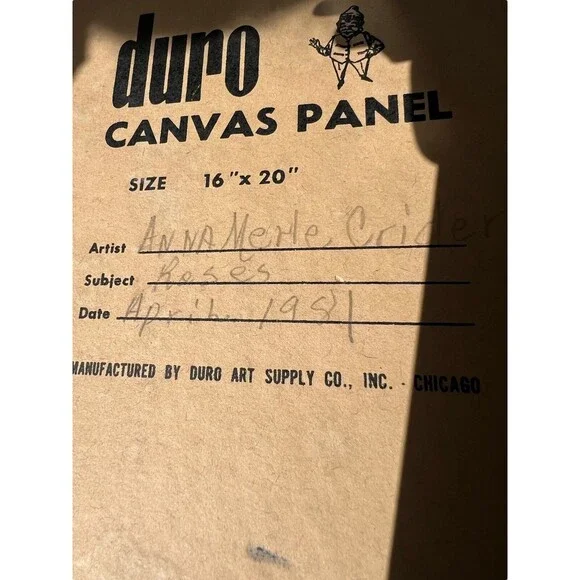 duro
CANVAS PANEL
SIZE 16"x 20"
Artist Anna Merle Crider
Subject Roses
Date April 1981
MANUFACTURED BY DURO ART SUPPLY CO., INC. - CHICAGO